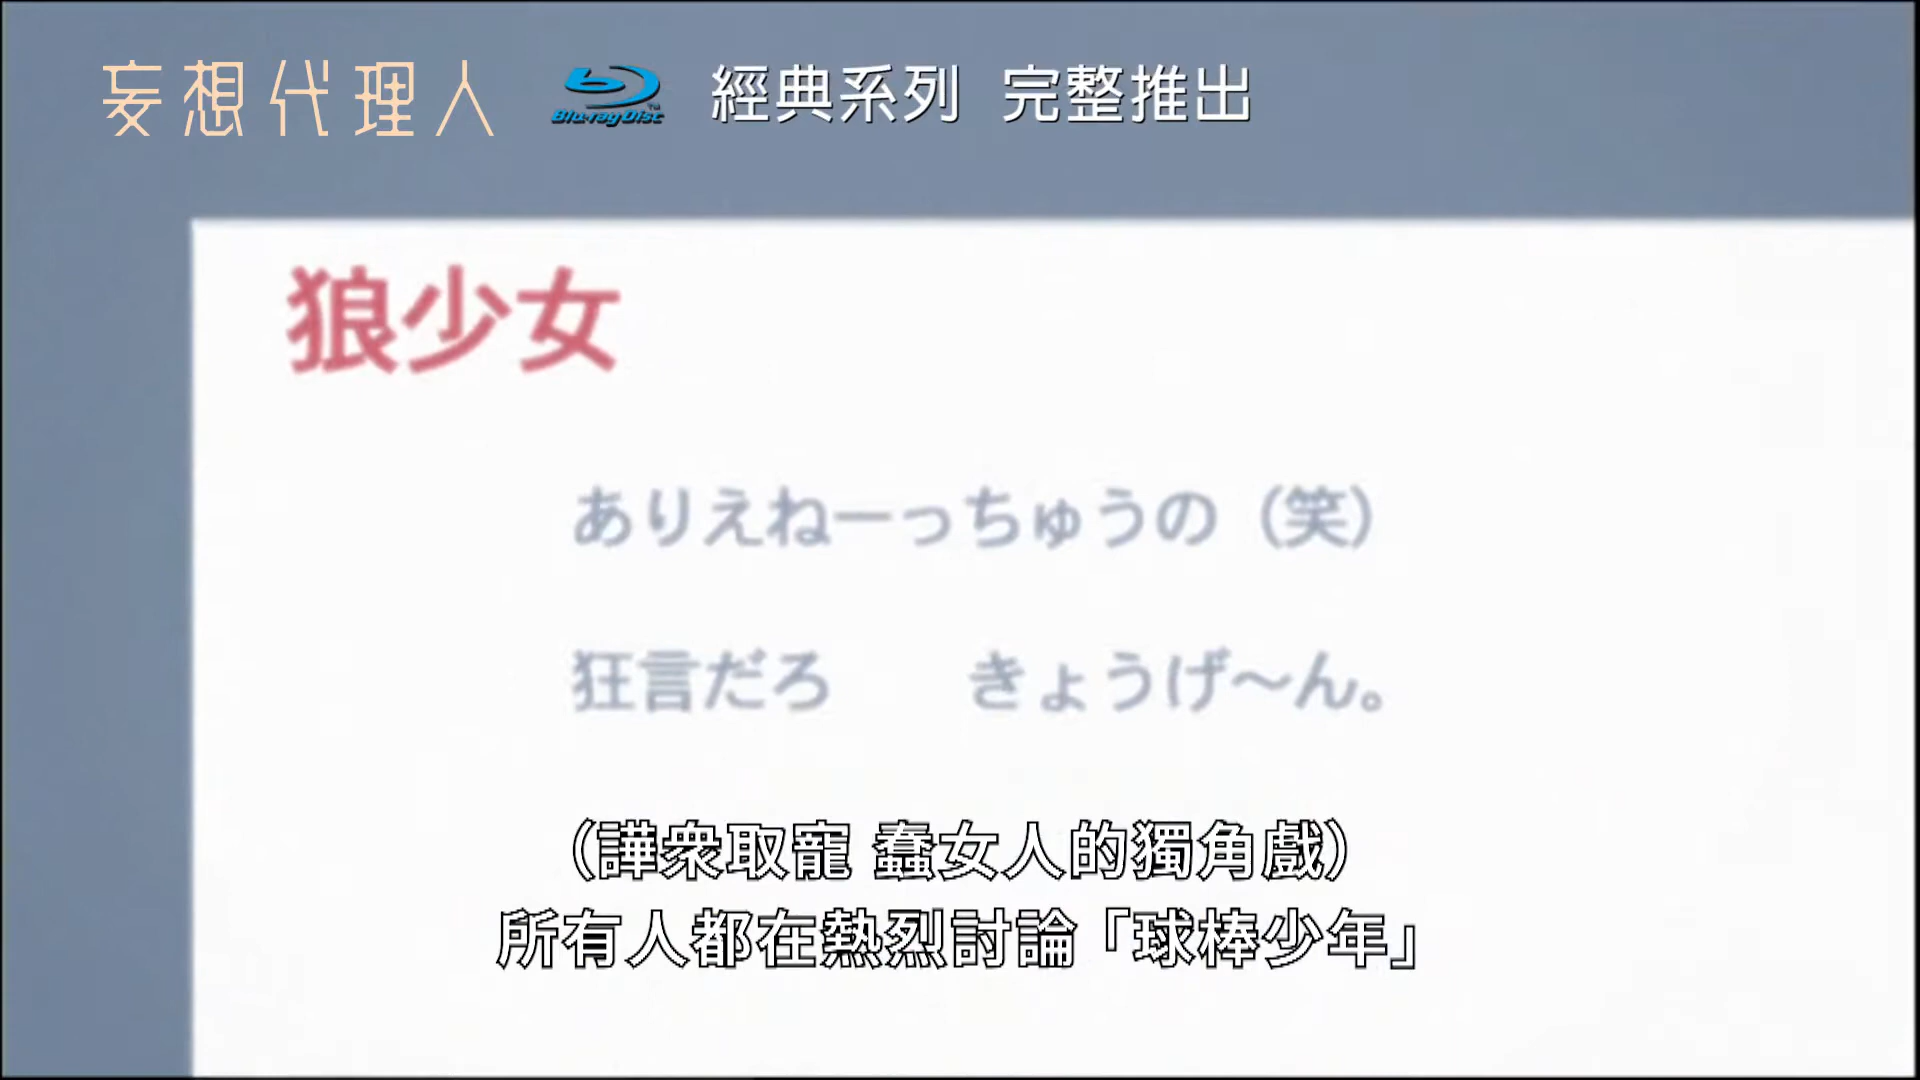 妄想代理人 Blu-ray Disc™ 經典系列 完整推出
狼少女
ありえねーっちゅうの（笑）
狂言だろ　きょうげ〜ん。
（譁眾取寵 蠢女人的獨角戲）
所有人都在熱烈討論「球棒少年」